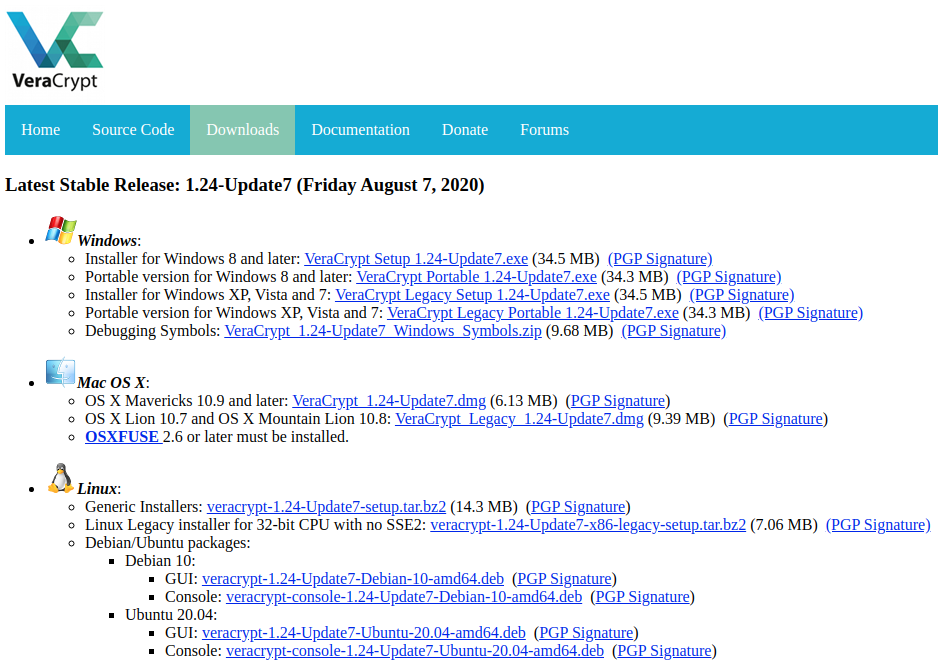 VeraCrypt
Home Source Code Downloads Documentation Donate Forums
Latest Stable Release: 1.24-Update7 (Friday August 7, 2020)
Windows:
Installer for Windows 8 and later: VeraCrypt Setup 1.24-Update7.exe (34.5 MB) (PGP Signature)
Portable version for Windows 8 and later: VeraCrypt Portable 1.24-Update7.exe (34.3 MB) (PGP Signature)
Installer for Windows XP, Vista and 7: VeraCrypt Legacy Setup 1.24-Update7.exe (34.5 MB) (PGP Signature)
Portable version for Windows XP, Vista and 7: VeraCrypt Legacy Portable 1.24-Update7.exe (34.3 MB) (PGP Signature)
Debugging Symbols: VeraCrypt_1.24-Update7_Windows_Symbols.zip (9.68 MB) (PGP Signature)
Mac OS X:
OS X Mavericks 10.9 and later: VeraCrypt_1.24-Update7.dmg (6.13 MB) (PGP Signature)
OS X Lion 10.7 and OS X Mountain Lion 10.8: VeraCrypt_Legacy_1.24-Update7.dmg (9.39 MB) (PGP Signature)
OSXFUSE 2.6 or later must be installed.
Linux:
Generic Installers: veracrypt-1.24-Update7-setup.tar.bz2 (14.3 MB) (PGP Signature)
Linux Legacy installer for 32-bit CPU with no SSE2: veracrypt-1.24-Update7-x86-legacy-setup.tar.bz2 (7.06 MB) (PGP Signature)
Debian/Ubuntu packages:
Debian 10:
GUI: veracrypt-1.24-Update7-Debian-10-amd64.deb (PGP Signature)
Console: veracrypt-console-1.24-Update7-Debian-10-amd64.deb (PGP Signature)
Ubuntu 20.04:
GUI: veracrypt-1.24-Update7-Ubuntu-20.04-amd64.deb (PGP Signature)
Console: veracrypt-console-1.24-Update7-Ubuntu-20.04-amd64.deb (PGP Signature)